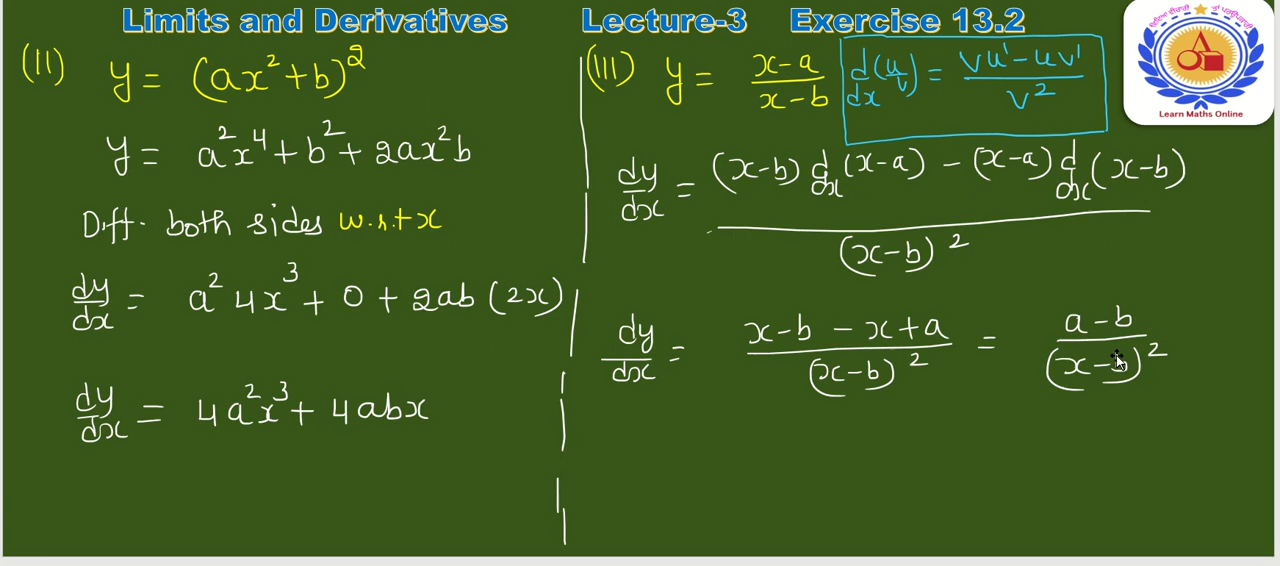 Limits and Derivatives Lecture-3 Exercise 13.2
(II) y = (ax²+b)²
y = a²x⁴ + b² + 2ax²b
Diff. both sides w.r.t x
dy/dx = a² 4x³ + 0 + 2ab (2x)
dy/dx = 4a²x³ + 4abx
(III) y = x-a/x-b
d/dx (u/v) = vu' - uv'/v²
dy/dx = (x-b) d/dx (x-a) - (x-a) d/dx (x-b)/(x-b)²
dy/dx = x-b - x+a/(x-b)² = a-b/(x-b)²
Learn Maths Online